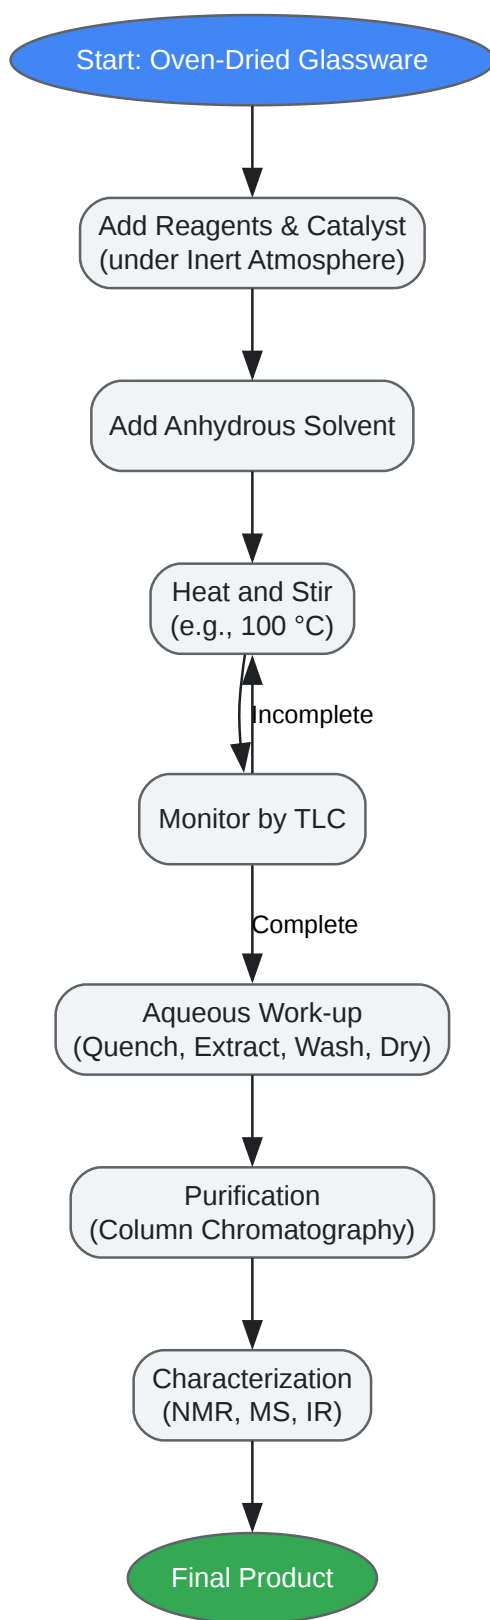 Start: Oven-Dried Glassware
Add Reagents & Catalyst
(under Inert Atmosphere)
Add Anhydrous Solvent
Heat and Stir
(e.g., 100 °C)
Incomplete
Monitor by TLC
Complete
Aqueous Work-up
(Quench, Extract, Wash, Dry)
Purification
(Column Chromatography)
Characterization
(NMR, MS, IR)
Final Product